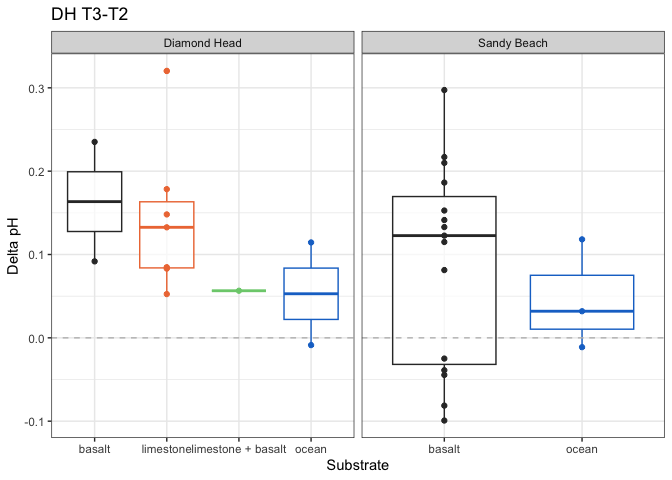 DH T3-T2
Diamond Head
Sandy Beach
Delta pH
0.3
0.2
0.1
0.0
-0.1
basalt limestone limestone + basalt ocean
basalt ocean
Substrate